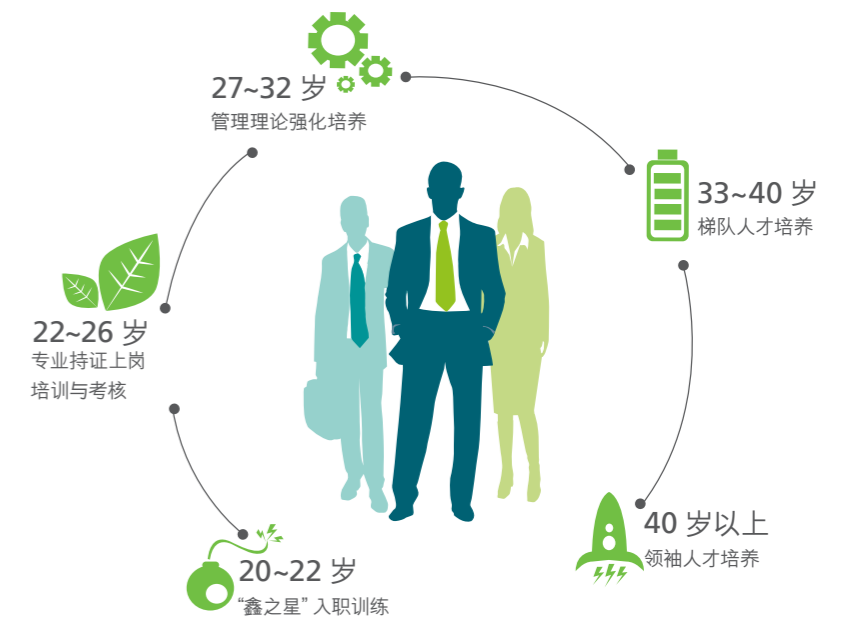 27~32 岁
管理理论强化培养
33~40 岁
梯队人才培养
22~26 岁
专业持证上岗
培训与考核
40 岁以上
领袖人才培养
20~22 岁
“鑫之星” 入职训练